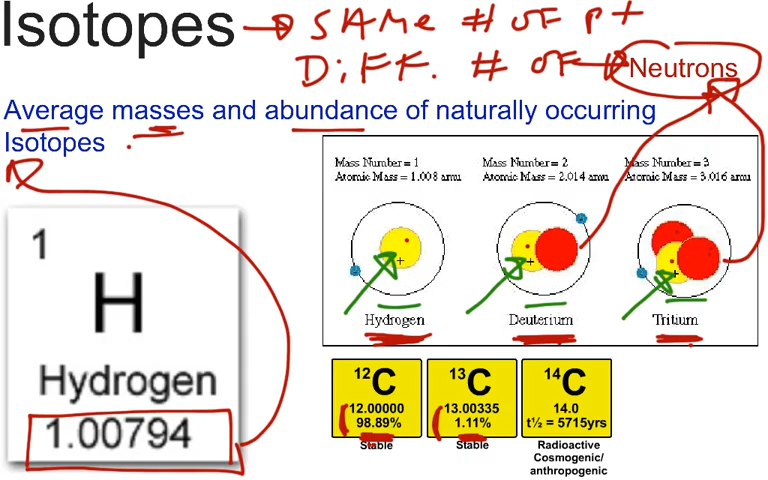 Isotopes → SAME # OF p+
DiFF. # OF → Neutrons
Average masses and abundance of naturally occurring
Isotopes
1
H
Hydrogen
1.00794
Mass Number = 1
Atomic Mass = 1.008 amu
+
Hydrogen
Mass Number = 2
Atomic Mass = 2.014 amu
+
Deuterium
Mass Number = 3
Atomic Mass = 3.016 amu
+
Tritium
12C
12.00000
98.89%
Stable
13C
13.00335
1.11%
Stable
14C
14.0
t½ = 5715yrs
Radioactive
Cosmogenic/
anthropogenic